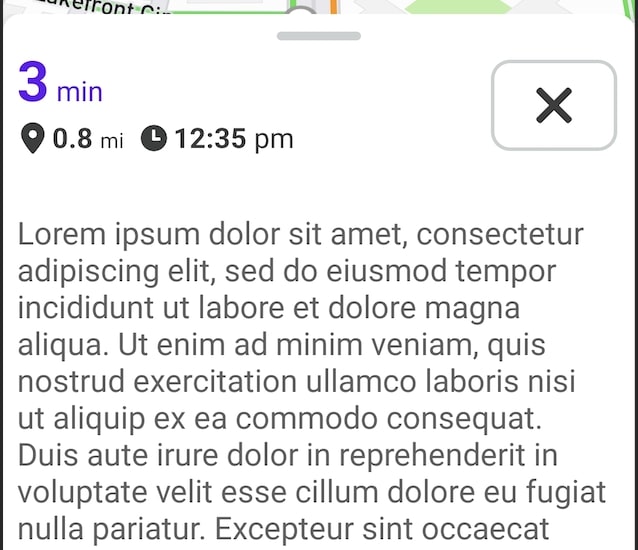 3 min
0.8 mi 12:35 pm
Lorem ipsum dolor sit amet, consectetur
adipiscing elit, sed do eiusmod tempor
incididunt ut labore et dolore magna
aliqua. Ut enim ad minim veniam, quis
nostrud exercitation ullamco laboris nisi
ut aliquip ex ea commodo consequat.
Duis aute irure dolor in reprehenderit in
voluptate velit esse cillum dolore eu fugiat
nulla pariatur. Excepteur sint occaecat